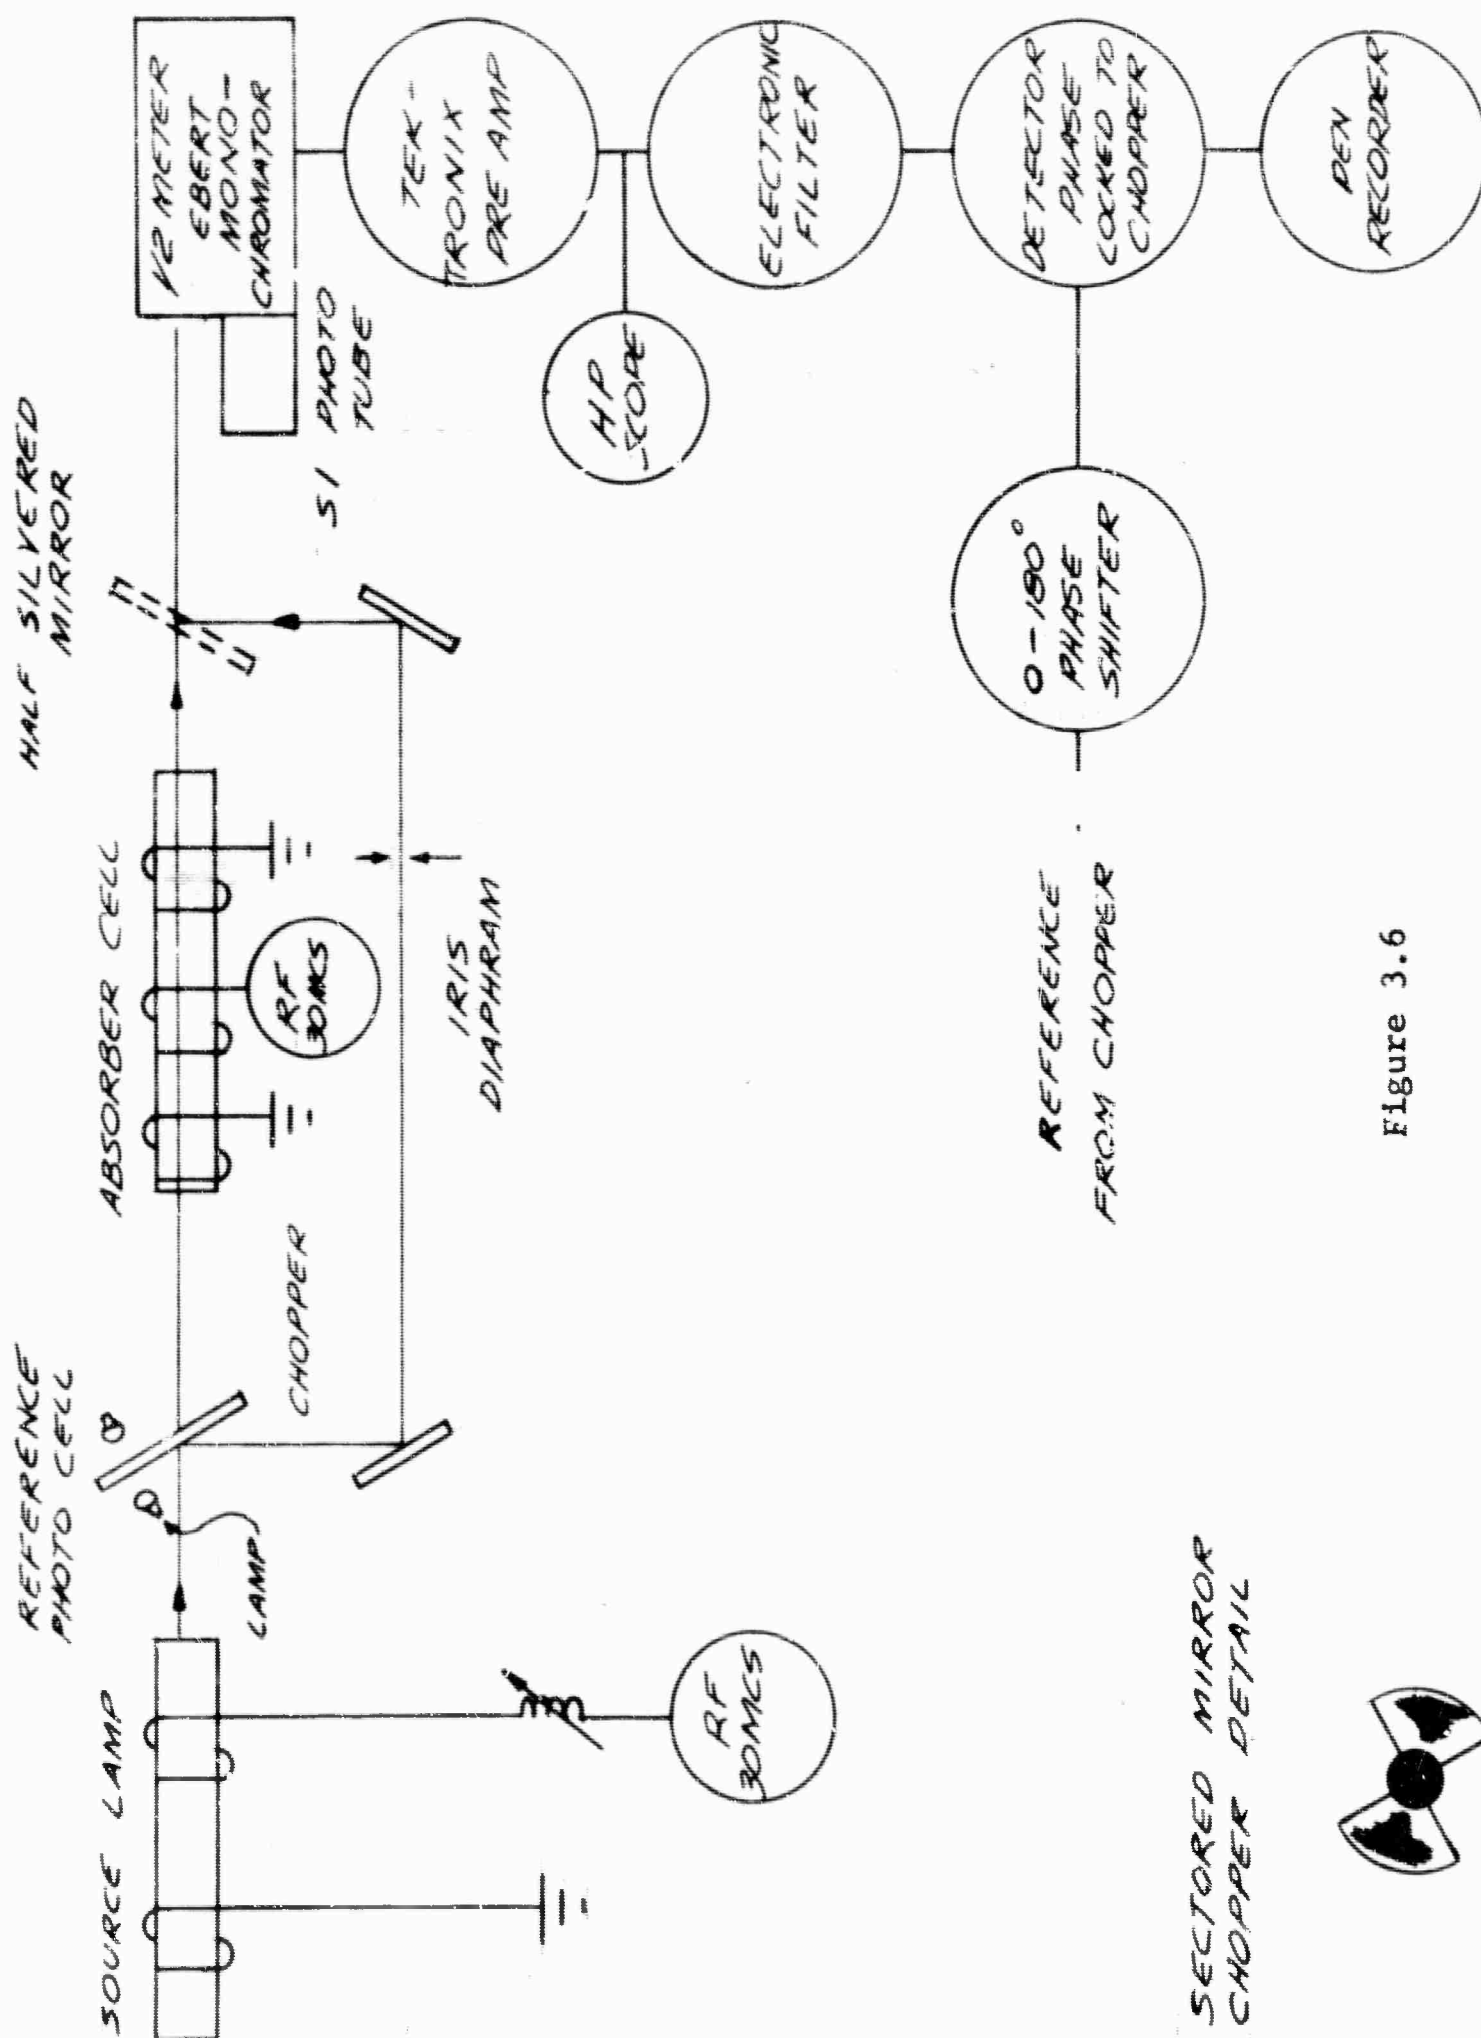 SOURCE LAMP
REFERENCE
PHOTO CELL
LAMP
CHOPPER
ABSORBER CELL
RF
30MCS
IRIS
DIAPHRAM
HALF SILVERED
MIRROR
1/2 METER
EBERT
MONO-
CHROMATOR
S1 PHOTO
TUBE
TEK-
TRONIX
PRE AMP
HP
SCOPE
ELECTRONIC
FILTER
DETECTOR
PHASE
LOCKED TO
CHOPPER
PEN
RECORDER
0-180°
PHASE
SHIFTER
REFERENCE
FROM CHOPPER
RF
30MCS
SECTORED MIRROR
CHOPPER DETAIL
Figure 3.6